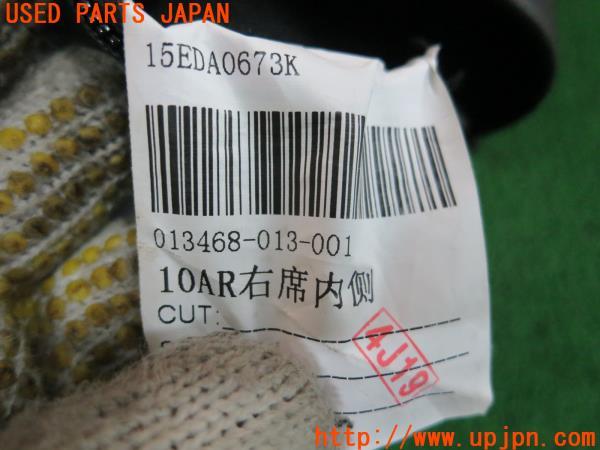 USED PARTS JAPAN
15EDA0673K
013468-013-001
10AR右席内侧
CUT:
4J19
http://www.upjpn.com